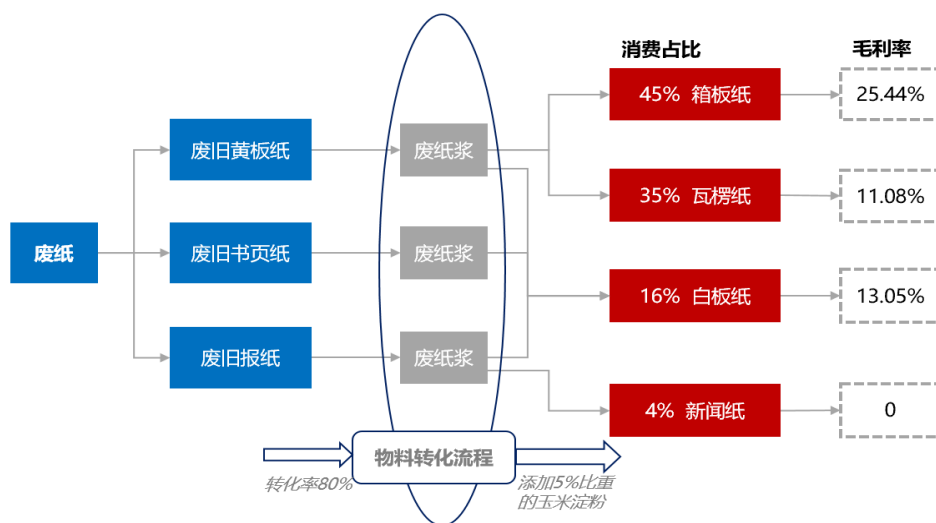 消费占比
毛利率
45% 箱板纸
25.44%
废旧黄板纸
废纸浆
35% 瓦楞纸
11.08%
废纸
废旧书页纸
废纸浆
16% 白板纸
13.05%
废旧报纸
废纸浆
4% 新闻纸
0
物料转化流程
转化率80%
添加5%比重
的玉米淀粉